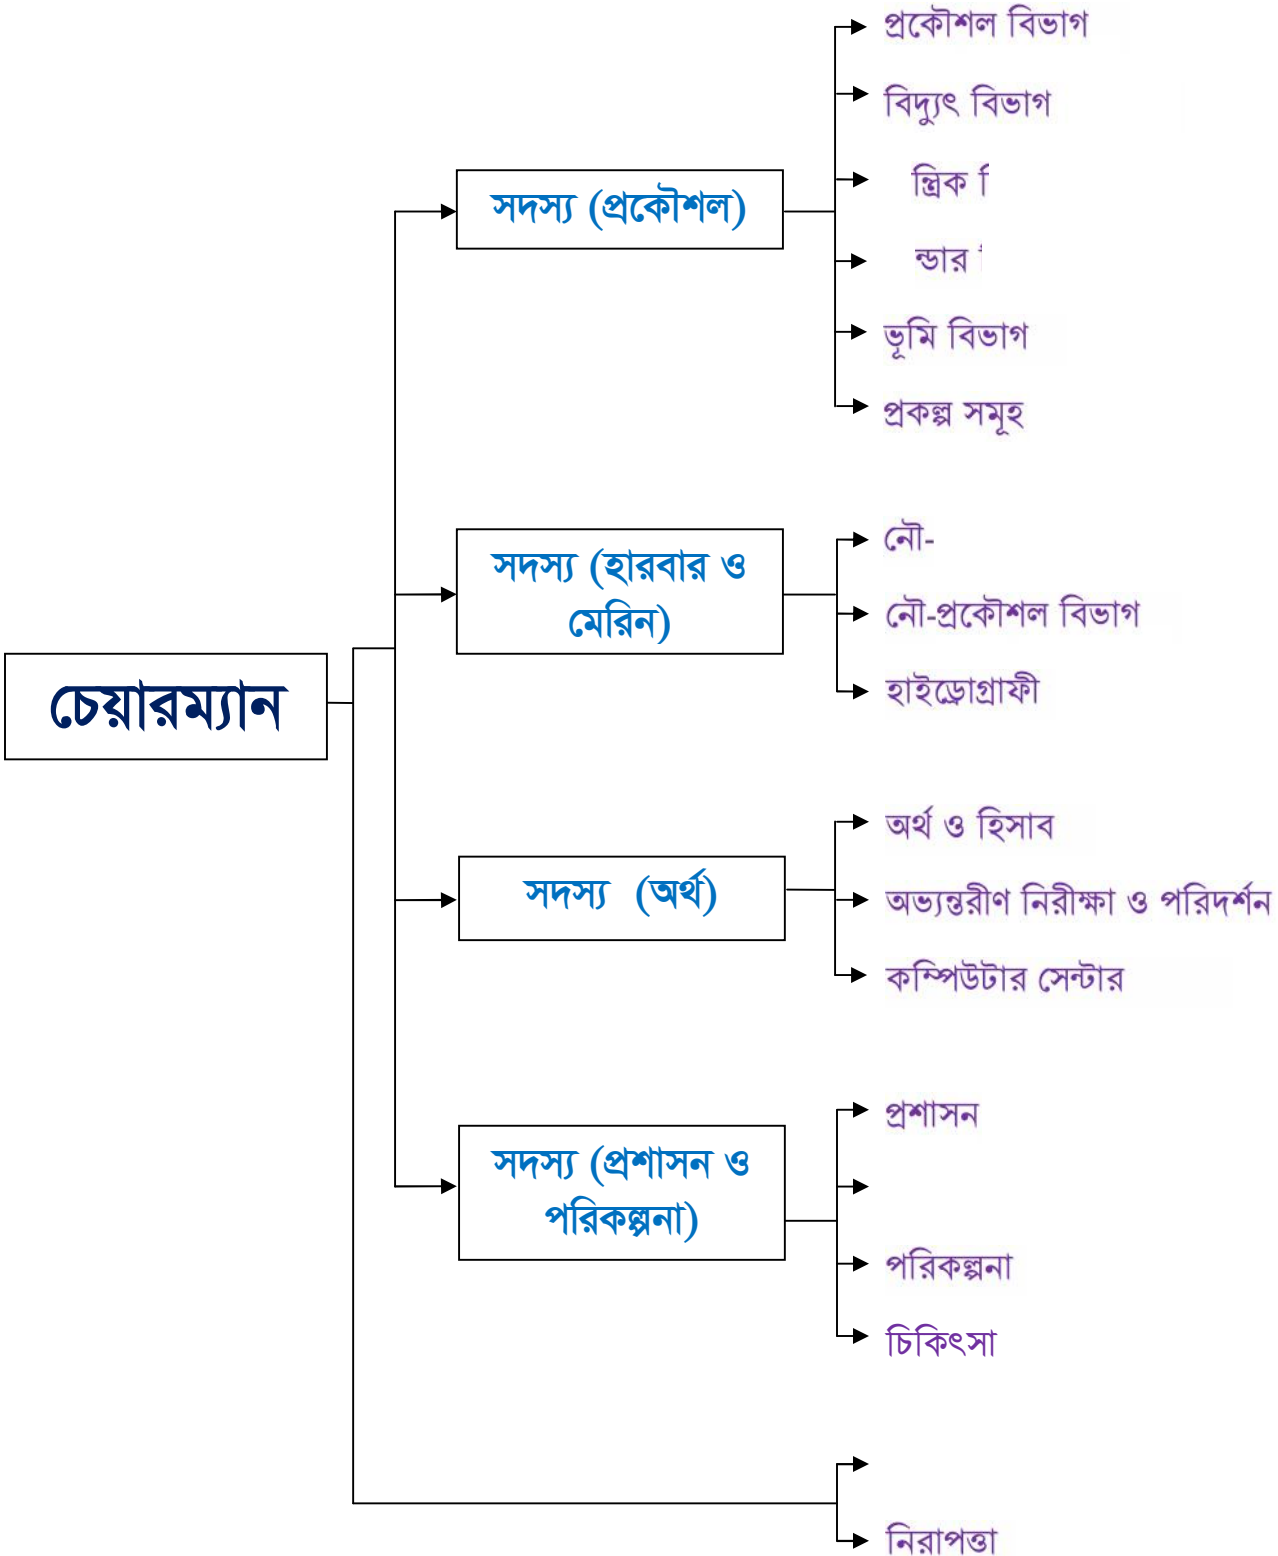 প্রকৌশল বিভাগ
বিদ্যুৎ বিভাগ
সদস্য (প্রকৌশল)
ন্ত্রিক
ন্ডার
ভূমি বিভাগ
প্রকল্প সমূহ
সদস্য (হারবার ও
মেরিন)
নৌ-
নৌ-প্রকৌশল বিভাগ
হাইড্রোগ্রাফী
চেয়ারম্যান
সদস্য (অর্থ)
অর্থ ও হিসাব
অভ্যন্তরীণ নিরীক্ষা ও পরিদর্শন
কম্পিউটার সেন্টার
সদস্য (প্রশাসন ও
পরিকল্পনা)
প্রশাসন
পরিকল্পনা
চিকিৎসা
নিরাপত্তা